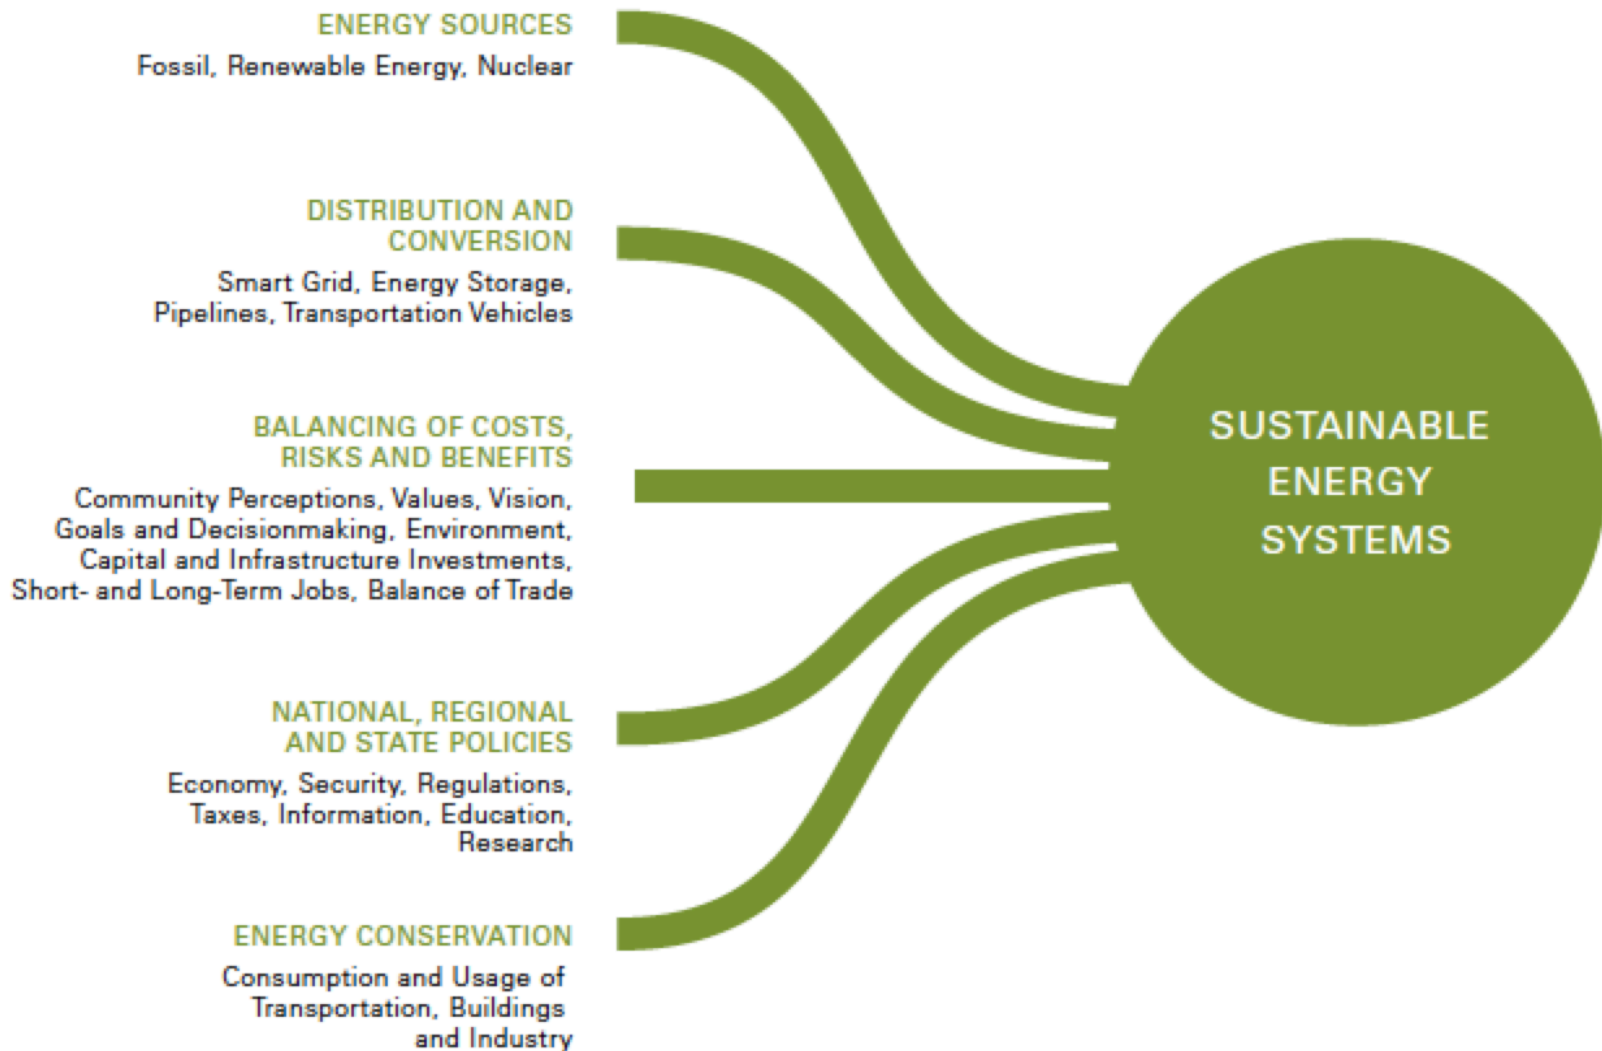 ENERGY SOURCES
Fossil, Renewable Energy, Nuclear
DISTRIBUTION AND
CONVERSION
Smart Grid, Energy Storage,
Pipelines, Transportation Vehicles
BALANCING OF COSTS,
RISKS AND BENEFITS
Community Perceptions, Values, Vision,
Goals and Decisionmaking, Environment,
Capital and Infrastructure Investments,
Short- and Long-Term Jobs, Balance of Trade
NATIONAL, REGIONAL
AND STATE POLICIES
Economy, Security, Regulations,
Taxes, Information, Education,
Research
ENERGY CONSERVATION
Consumption and Usage of
Transportation, Buildings
and Industry
SUSTAINABLE
ENERGY
SYSTEMS